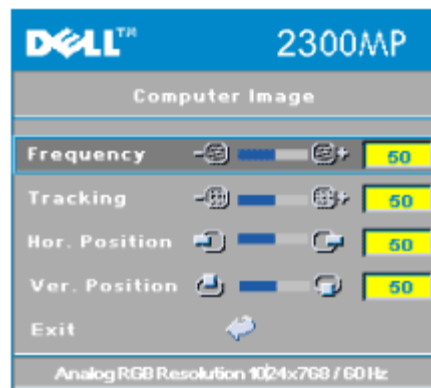 DELL™ 2300MP
Computer Image
Frequency - + 50
Tracking - + 50
Hor. Position 50
Ver. Position 50
Exit
Analog RGB Resolution 1024x768 / 60 Hz